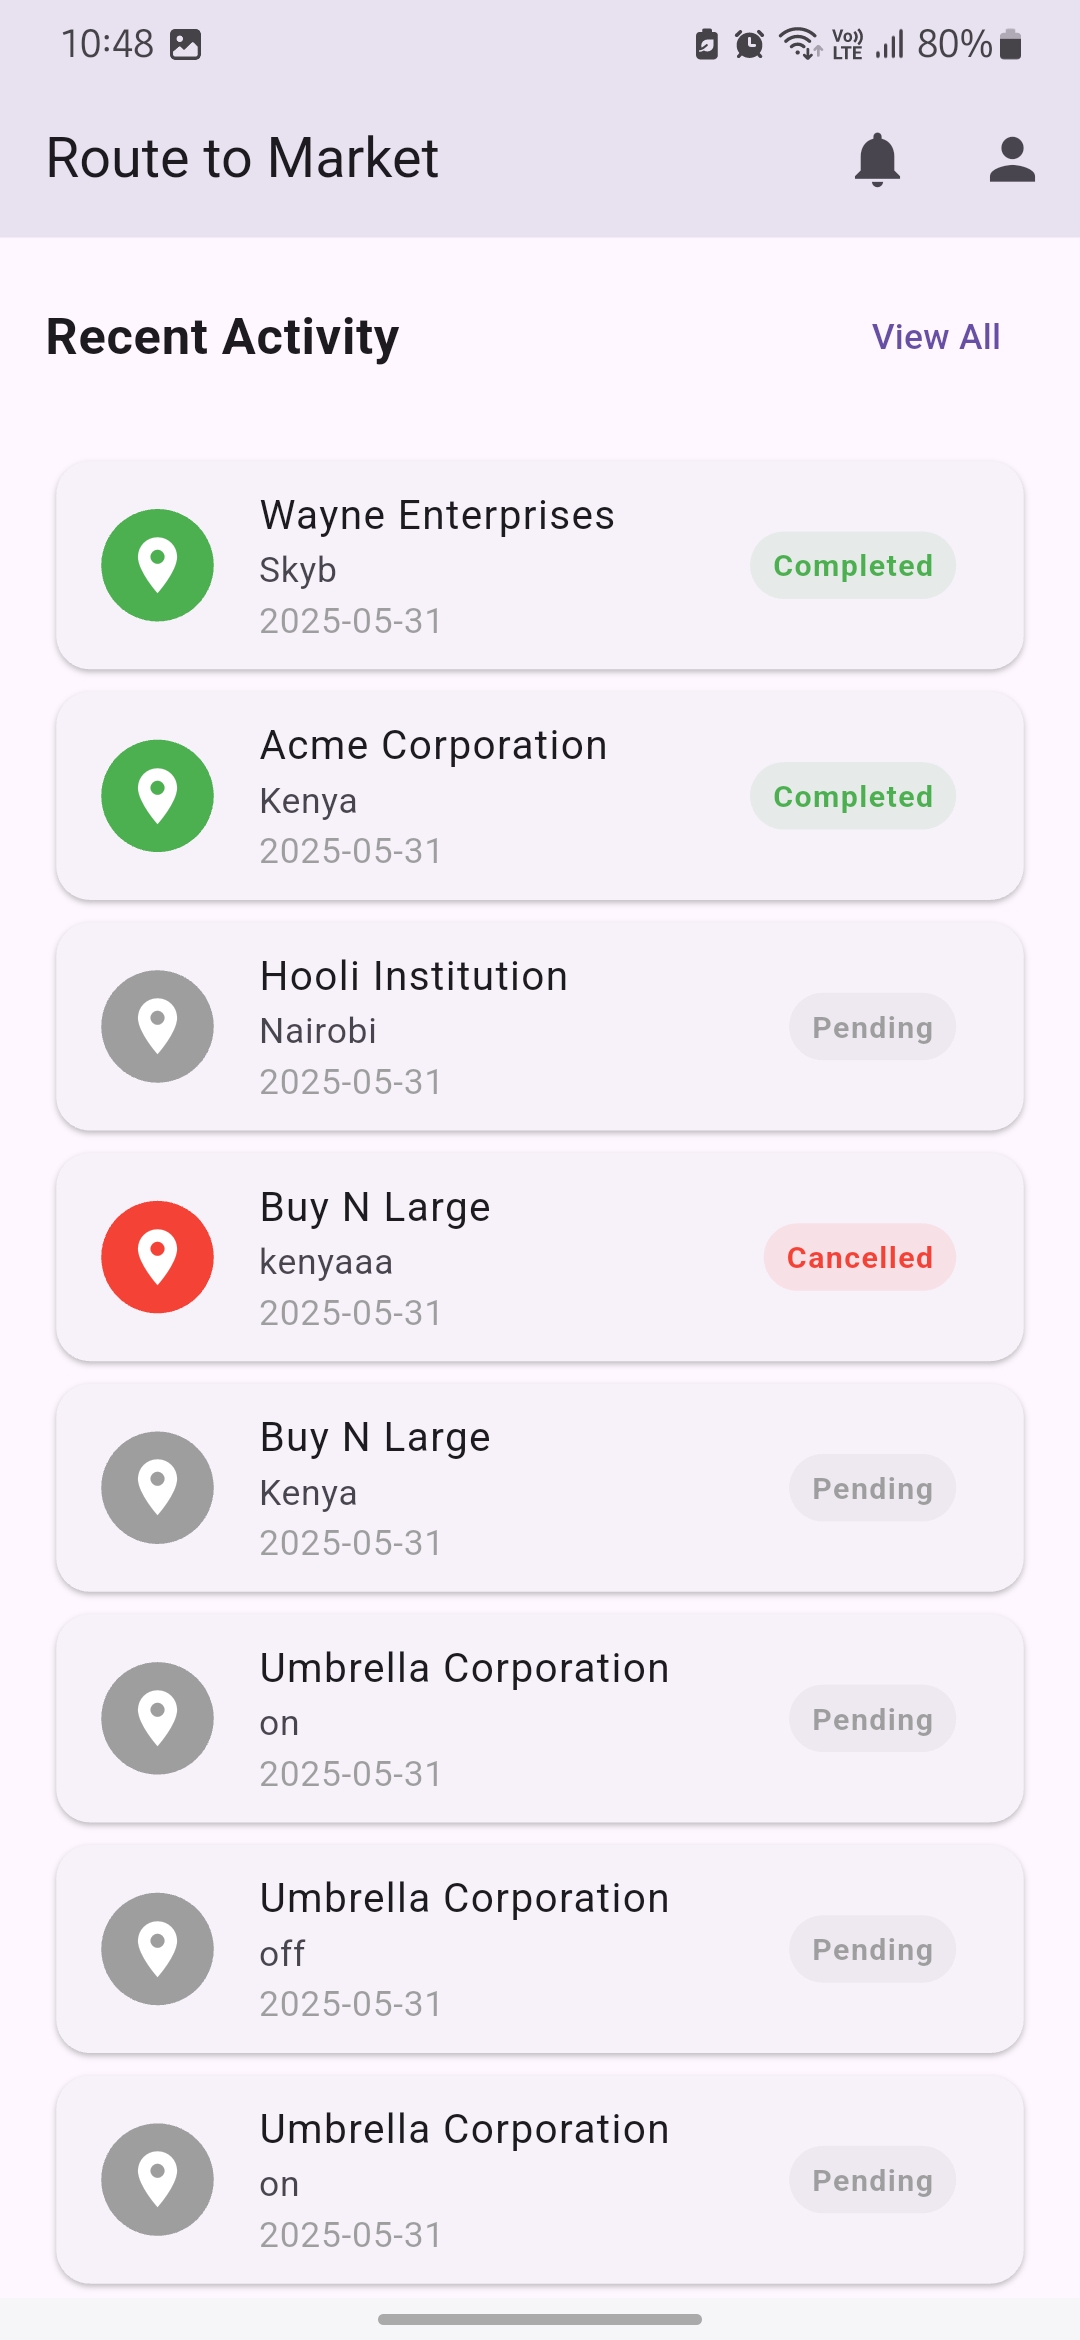 10:48 Vo)) LTE 80%
Route to Market
Recent Activity View All
Wayne Enterprises
Skyb Completed
2025-05-31
Acme Corporation
Kenya Completed
2025-05-31
Hooli Institution
Nairobi Pending
2025-05-31
Buy N Large
kenyaaa Cancelled
2025-05-31
Buy N Large
Kenya Pending
2025-05-31
Umbrella Corporation
on Pending
2025-05-31
Umbrella Corporation
off Pending
2025-05-31
Umbrella Corporation
on Pending
2025-05-31